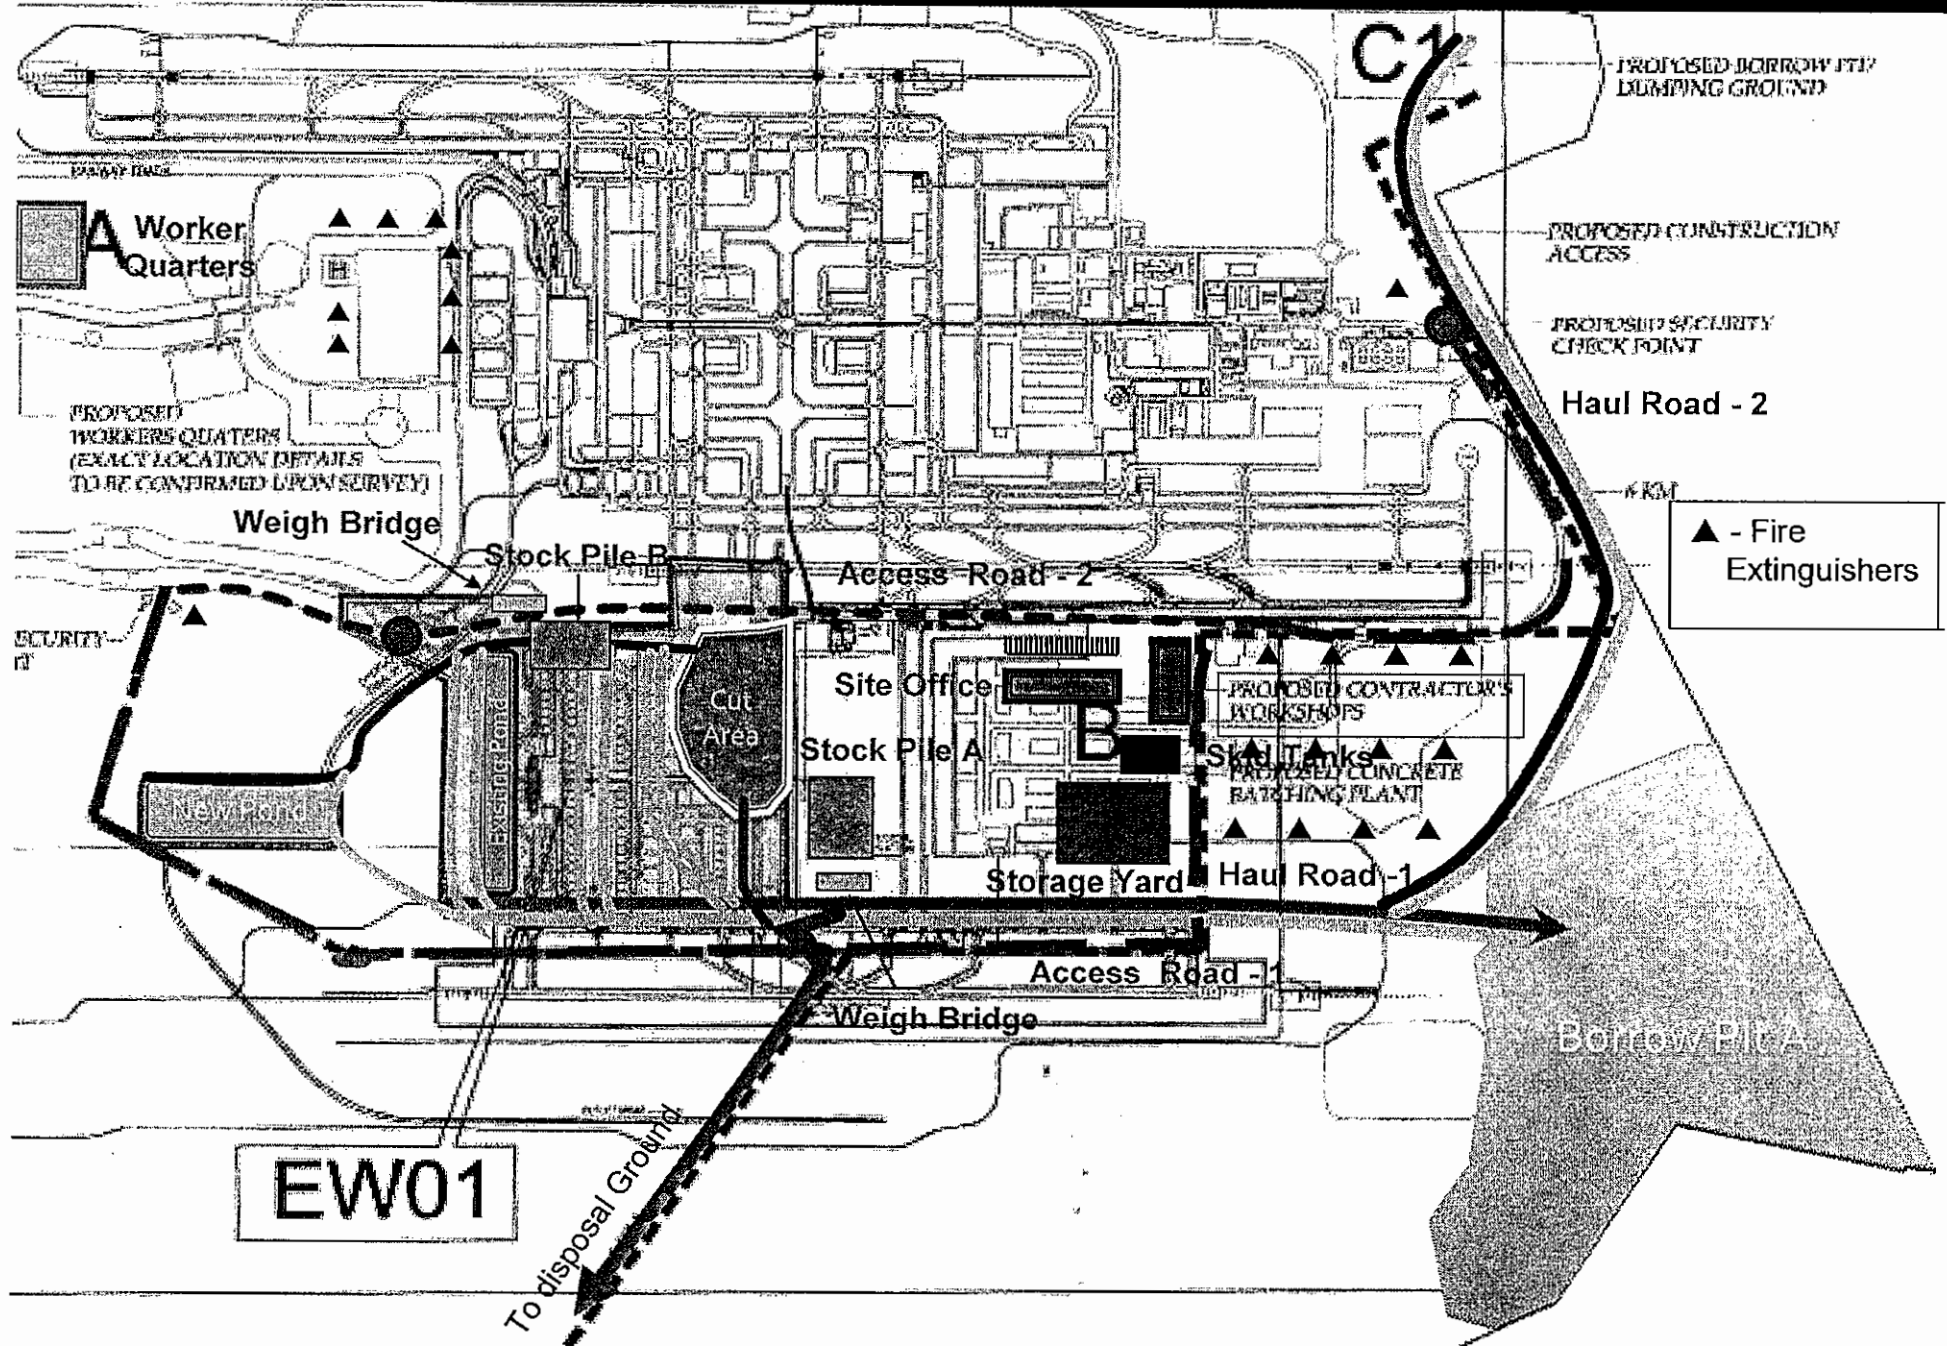 C1
PROPOSED BORROW PIT/
DUMPING GROUND
A
Worker
Quarters
H
PROPOSED CONSTRUCTION
ACCESS
PROPOSED SECURITY
CHECK POINT
Haul Road - 2
PROPOSED
WORKERS QUATERS
(EXACT LOCATION DETAILS
TO BE CONFIRMED UPON SURVEY)
6 KM
▲ - Fire
Extinguishers
Weigh Bridge
Stock Pile B
Access Road - 2
ECURITY
Cut
Area
Site Office
PROPOSED CONTRACTOR'S
WORKSHOPS
B
Stock Pile A
Skid Tanks
PROPOSED CONCRETE
BATCHING PLANT
New Pond
Existing Pond
Storage Yard
Haul Road -1
Access Road - 1
Weigh Bridge
Borrow Pit A
EW01
To disposal Ground